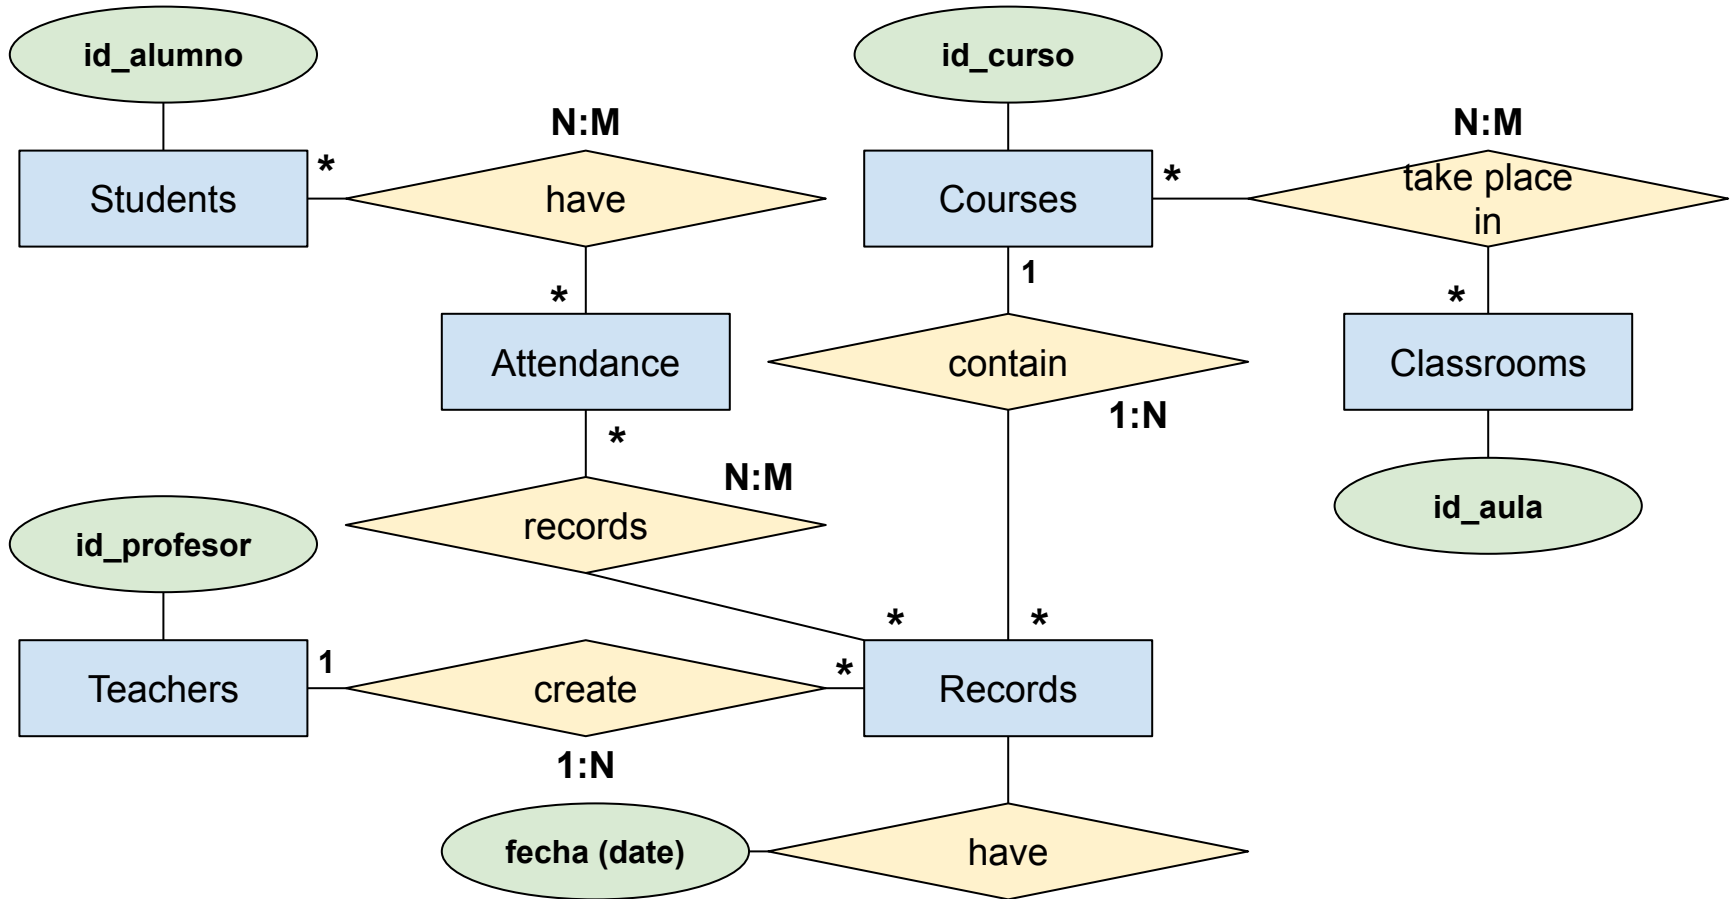 id_alumno
id_curso
N:M
N:M
*
*
Students
have
Courses
take place
in
1
*
*
Attendance
contain
Classrooms
1:N
*
N:M
id_aula
records
id_profesor
*
*
1
*
Teachers
create
Records
1:N
fecha (date)
have